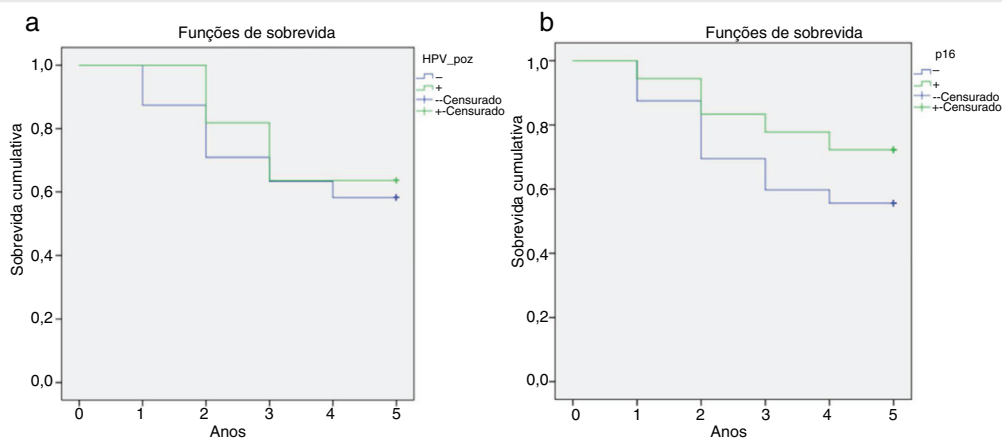 a
Funções de sobrevida
HPV_poz
–
+
--Censurado
+-Censurado
Sobrevida cumulativa
1,0
0,8
0,6
0,4
0,2
0,0
0 1 2 3 4 5
Anos
b
Funções de sobrevida
p16
–
+
--Censurado
+-Censurado
Sobrevida cumulativa
1,0
0,8
0,6
0,4
0,2
0,0
0 1 2 3 4 5
Anos